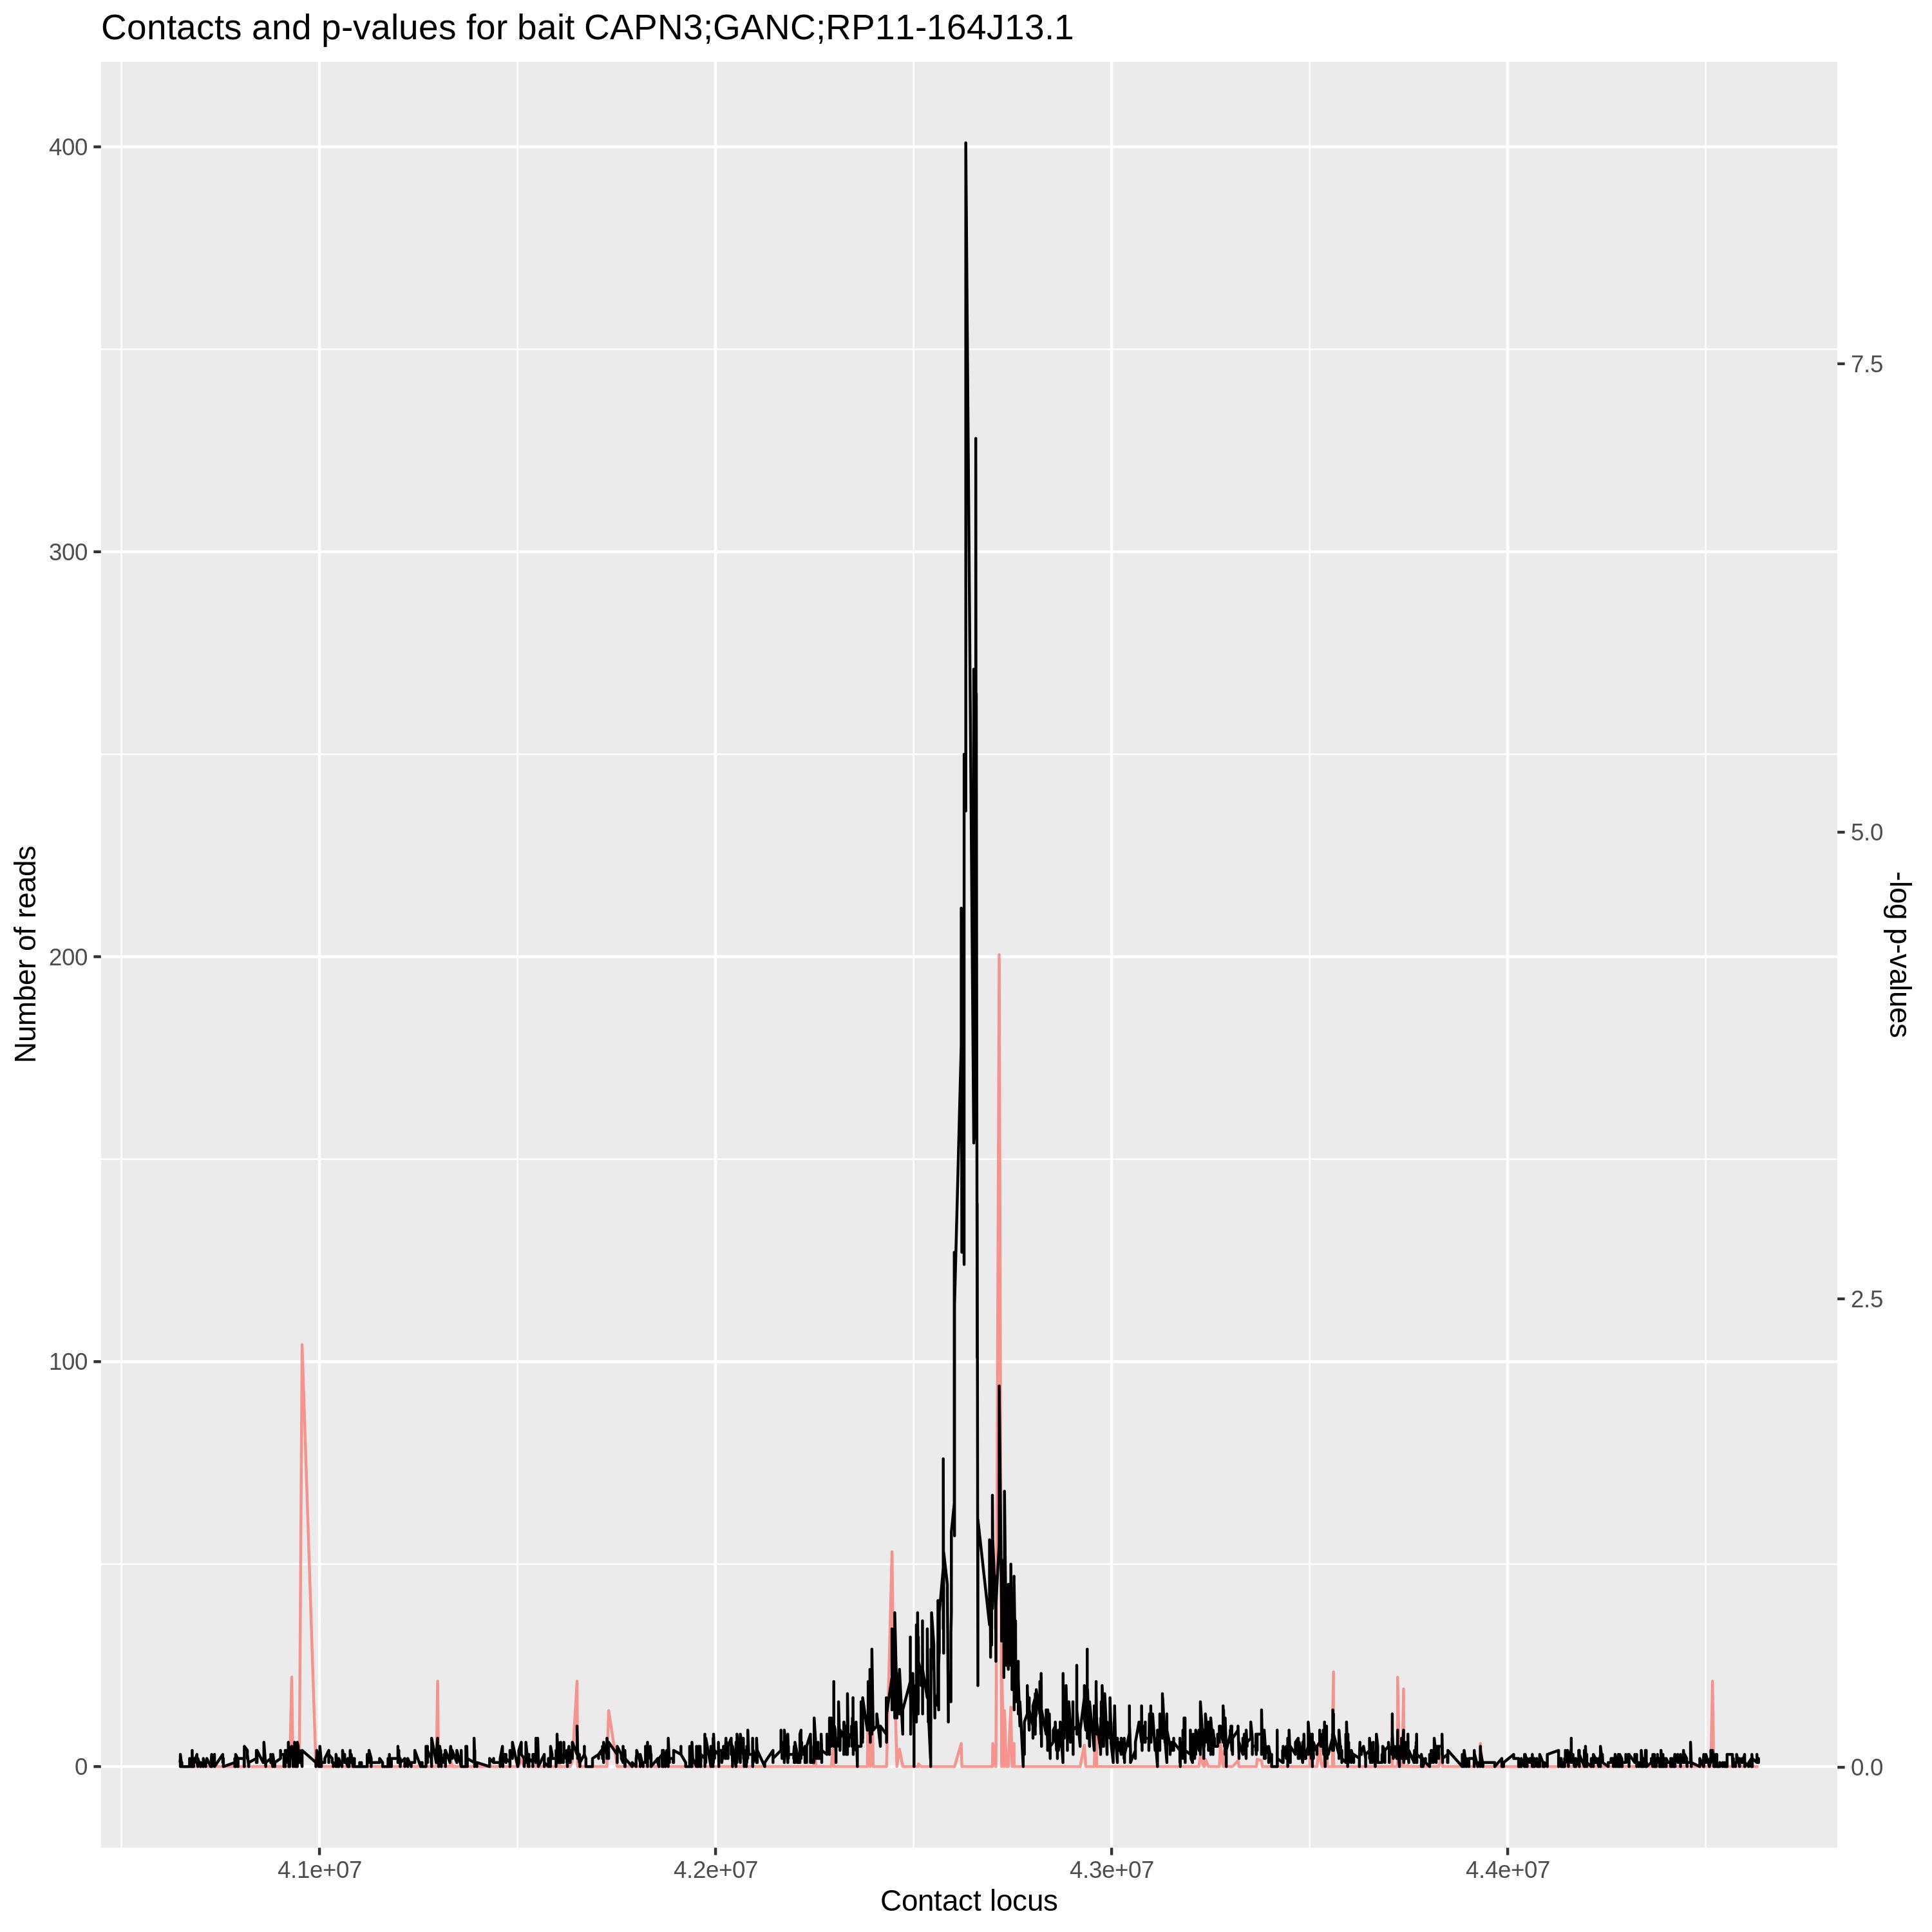 Contacts and p-values for bait CAPN3;GANC;RP11-164J13.1
400
300
200
100
0
Number of reads
7.5
5.0
2.5
0.0
-log p-values
4.1e+07
4.2e+07
4.3e+07
4.4e+07
Contact locus